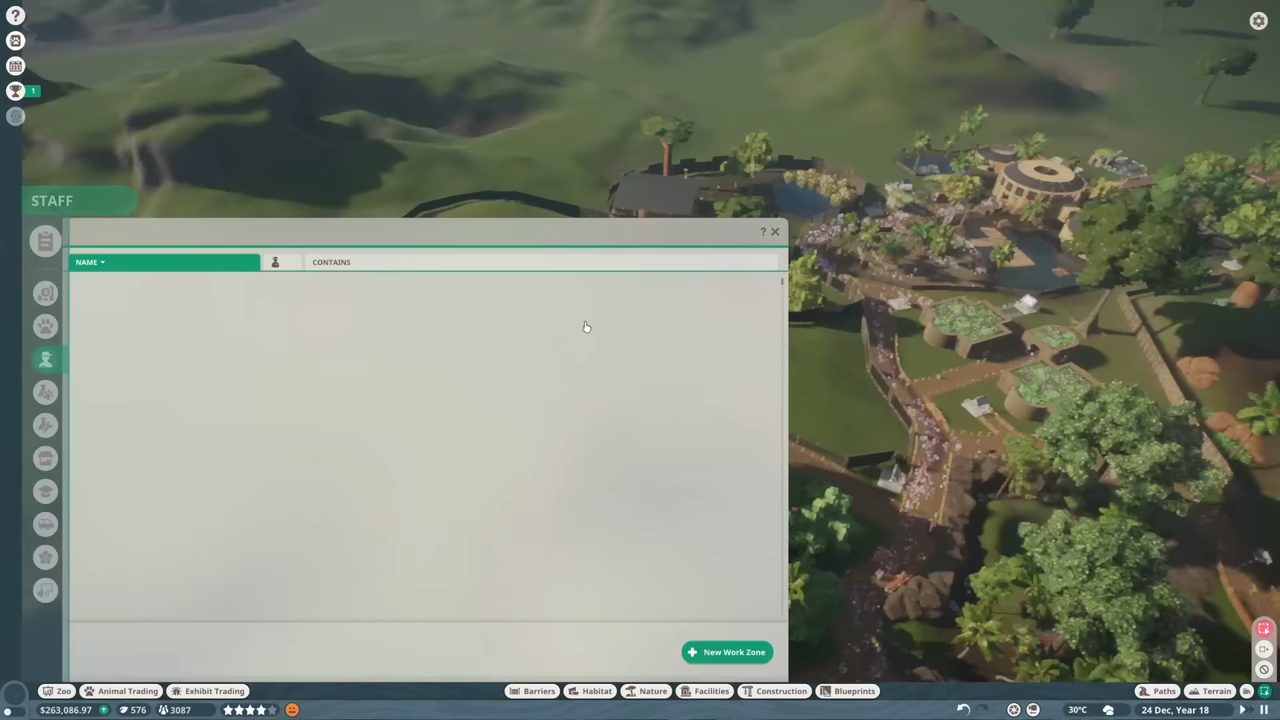 ?
1
STAFF
? ×
NAME
CONTAINS
+ New Work Zone
Zoo Animal Trading Exhibit Trading Barriers Habitat Nature Facilities Construction Blueprints Paths Terrain
$263,086.97 576 3087 30°C 24 Dec, Year 18